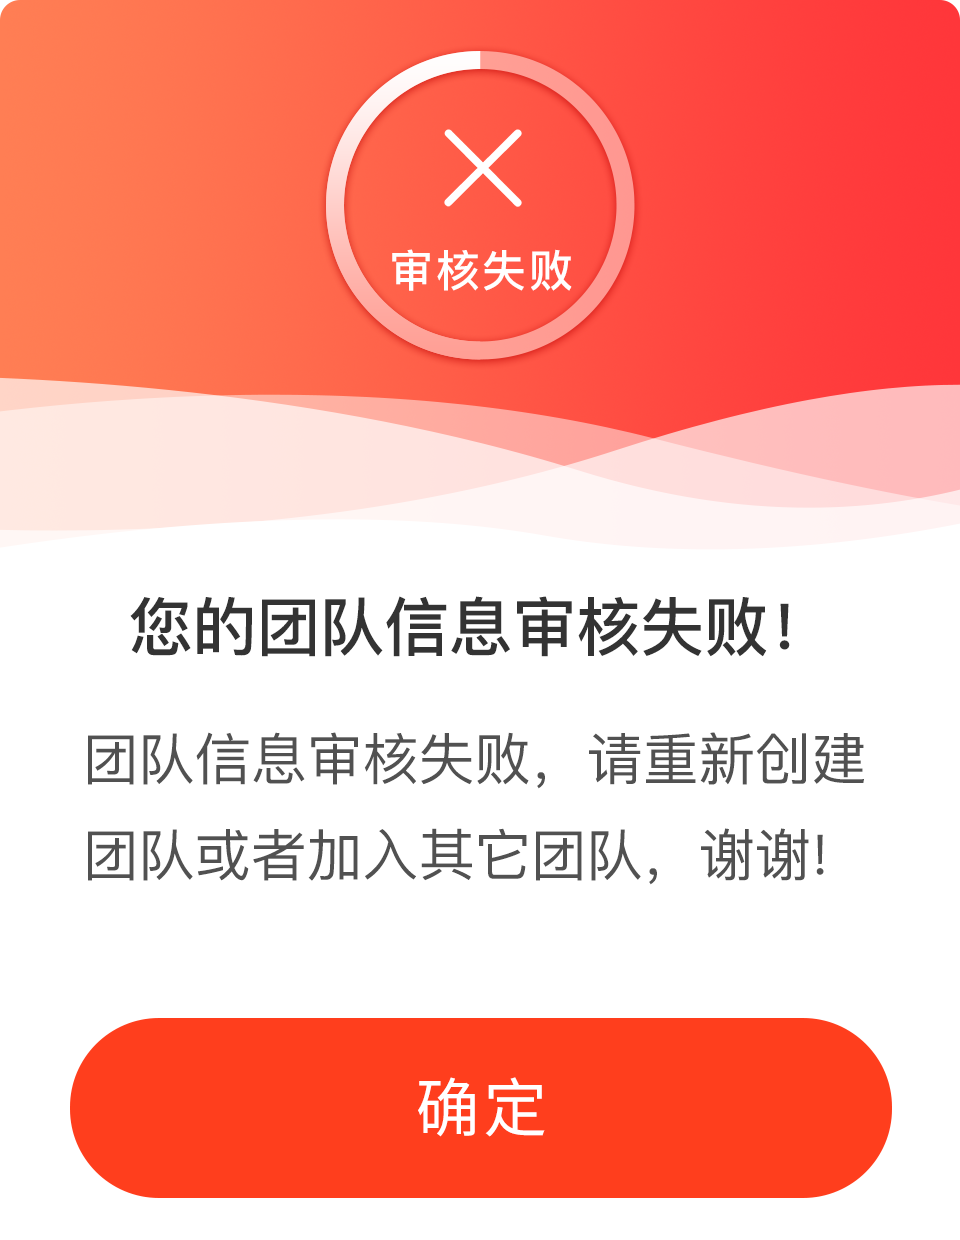 审核失败
您的团队信息审核失败！
团队信息审核失败，请重新创建
团队或者加入其它团队，谢谢!
确定